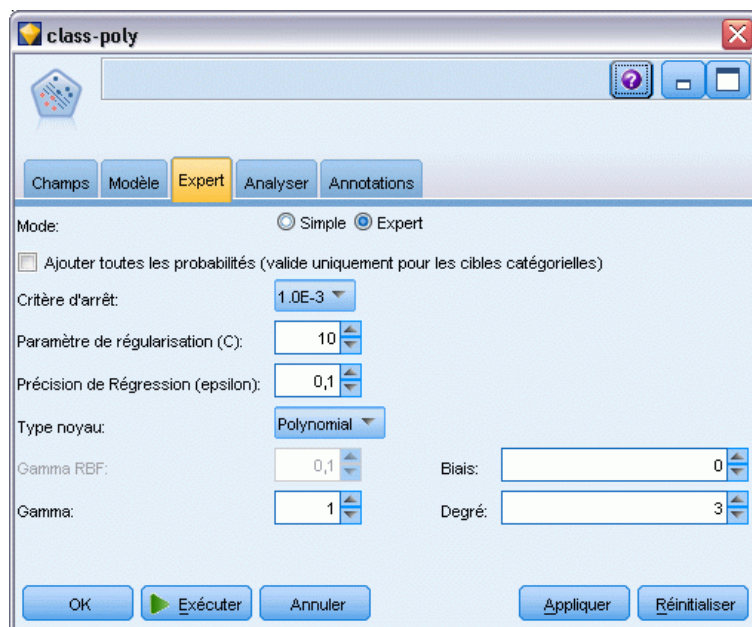 class-poly
?
Champs Modèle Expert Analyser Annotations
Mode: Simple Expert
Ajouter toutes les probabilités (valide uniquement pour les cibles catégorielles)
Critère d'arrêt: 1.0E-3
Paramètre de régularisation (C): 10
Précision de Régression (epsilon): 0,1
Type noyau: Polynomial
Gamma RBF: 0,1 Biais: 0
Gamma: 1 Degré: 3
OK Exécuter Annuler Appliquer Réinitialiser